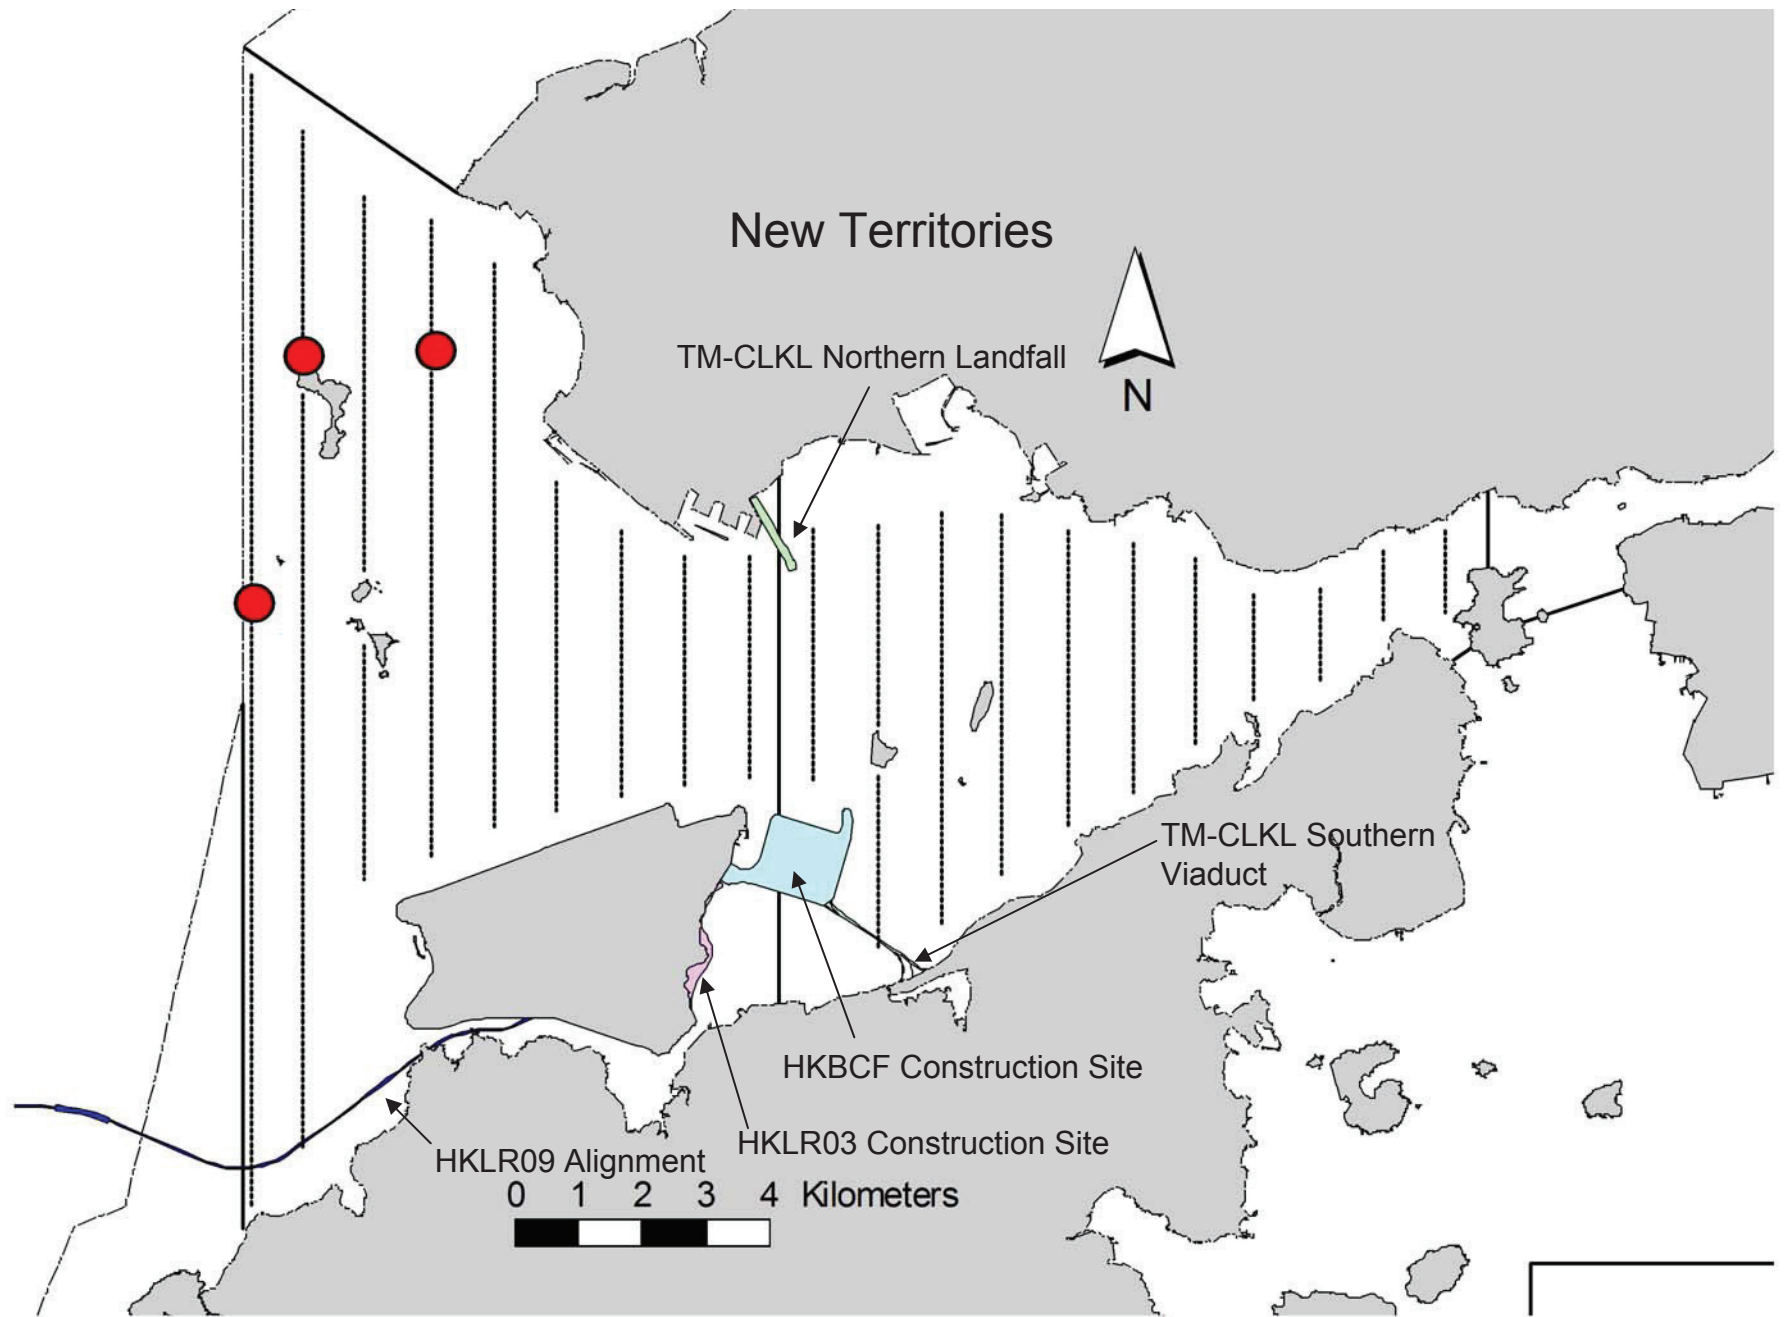 New Territories
TM-CLKL Northern Landfall
N
TM-CLKL Southern
Viaduct
HKBCF Construction Site
HKLR03 Construction Site
HKLR09 Alignment
0 1 2 3 4 Kilometers